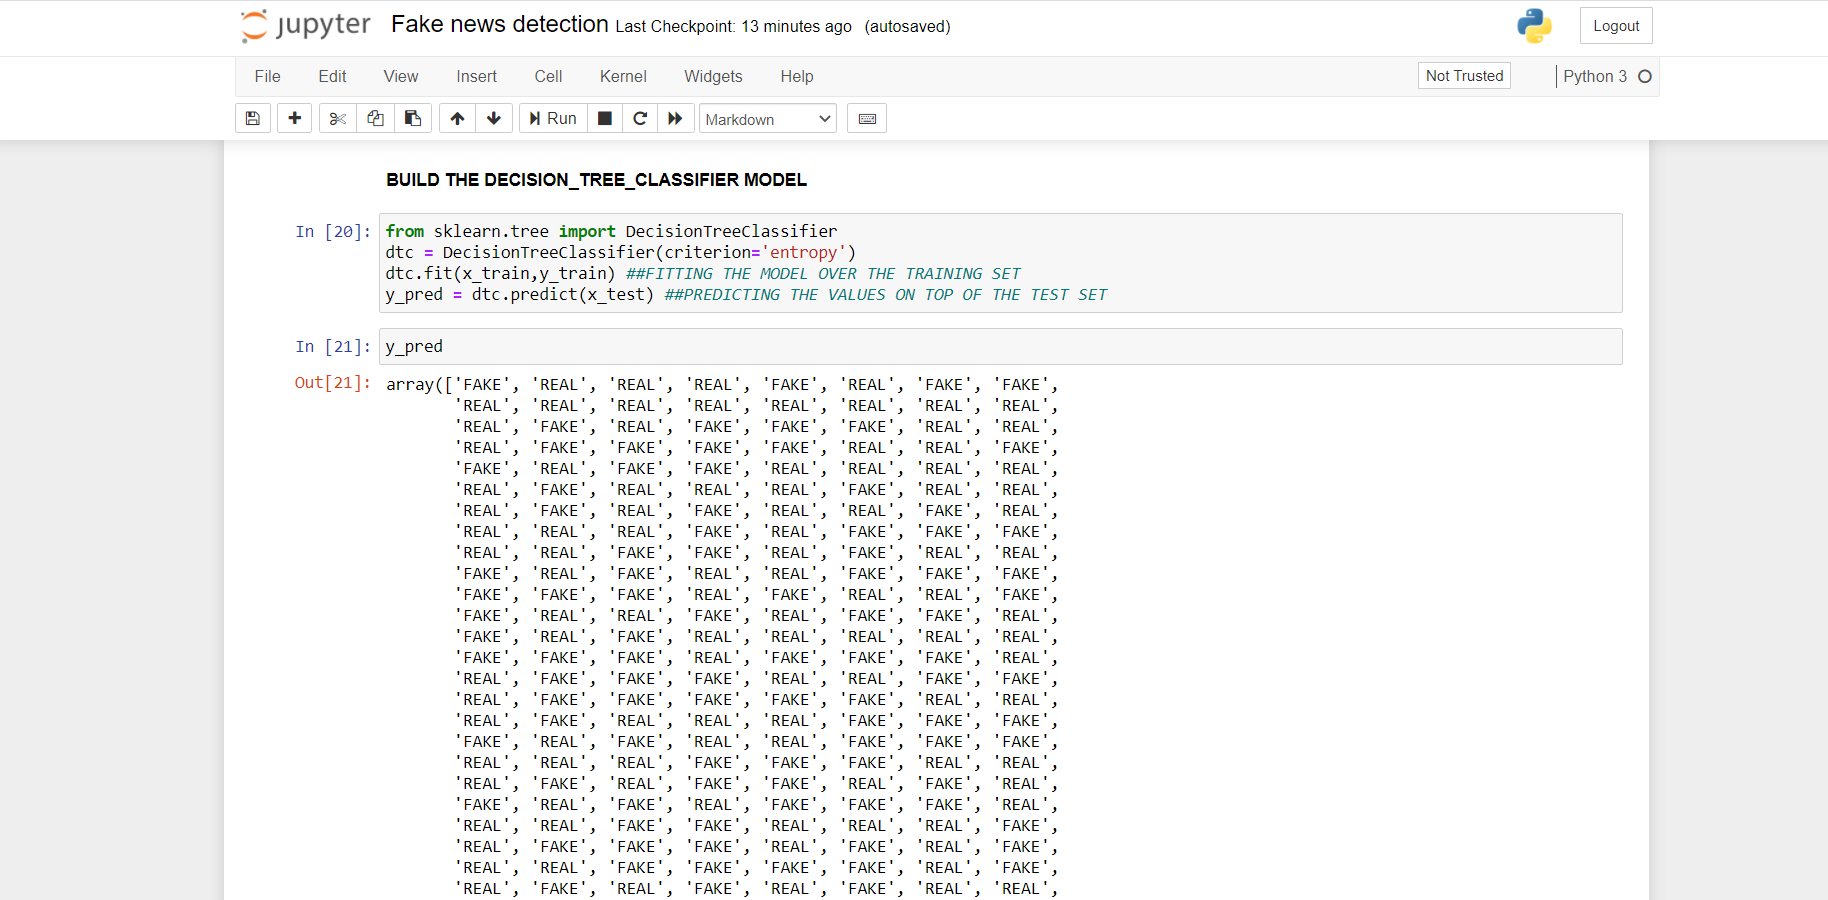 jupyter Fake news detection Last Checkpoint: 13 minutes ago (autosaved) Logout
File Edit View Insert Cell Kernel Widgets Help Not Trusted Python 3
Run Markdown
BUILD THE DECISION_TREE_CLASSIFIER MODEL
In [20]: from sklearn.tree import DecisionTreeClassifier
dtc = DecisionTreeClassifier(criterion='entropy')
dtc.fit(x_train,y_train) ##FITTING THE MODEL OVER THE TRAINING SET
y_pred = dtc.predict(x_test) ##PREDICTING THE VALUES ON TOP OF THE TEST SET
In [21]: y_pred
Out[21]: array(['FAKE', 'REAL', 'REAL', 'REAL', 'FAKE', 'REAL', 'FAKE', 'FAKE',
'REAL', 'REAL', 'REAL', 'REAL', 'REAL', 'REAL', 'REAL', 'REAL',
'REAL', 'FAKE', 'REAL', 'FAKE', 'FAKE', 'FAKE', 'REAL', 'REAL',
'REAL', 'FAKE', 'FAKE', 'FAKE', 'FAKE', 'REAL', 'REAL', 'FAKE',
'FAKE', 'REAL', 'FAKE', 'FAKE', 'REAL', 'REAL', 'REAL', 'REAL',
'REAL', 'FAKE', 'REAL', 'REAL', 'REAL', 'FAKE', 'REAL', 'REAL',
'REAL', 'FAKE', 'REAL', 'FAKE', 'REAL', 'REAL', 'FAKE', 'REAL',
'REAL', 'REAL', 'REAL', 'FAKE', 'REAL', 'FAKE', 'FAKE', 'FAKE',
'REAL', 'REAL', 'FAKE', 'FAKE', 'REAL', 'FAKE', 'REAL', 'REAL',
'FAKE', 'REAL', 'FAKE', 'REAL', 'REAL', 'FAKE', 'FAKE', 'FAKE',
'FAKE', 'FAKE', 'FAKE', 'REAL', 'FAKE', 'REAL', 'REAL', 'FAKE',
'FAKE', 'REAL', 'REAL', 'FAKE', 'REAL', 'FAKE', 'FAKE', 'REAL',
'FAKE', 'REAL', 'FAKE', 'REAL', 'REAL', 'REAL', 'REAL', 'REAL',
'FAKE', 'FAKE', 'FAKE', 'REAL', 'FAKE', 'FAKE', 'FAKE', 'REAL',
'REAL', 'FAKE', 'FAKE', 'FAKE', 'REAL', 'REAL', 'FAKE', 'FAKE',
'REAL', 'FAKE', 'FAKE', 'FAKE', 'FAKE', 'FAKE', 'REAL', 'REAL',
'REAL', 'FAKE', 'REAL', 'REAL', 'REAL', 'FAKE', 'FAKE', 'FAKE',
'FAKE', 'REAL', 'FAKE', 'REAL', 'REAL', 'FAKE', 'FAKE', 'FAKE',
'REAL', 'REAL', 'REAL', 'FAKE', 'FAKE', 'FAKE', 'REAL', 'REAL',
'REAL', 'FAKE', 'REAL', 'FAKE', 'FAKE', 'REAL', 'FAKE', 'REAL',
'FAKE', 'REAL', 'FAKE', 'REAL', 'FAKE', 'FAKE', 'FAKE', 'REAL',
'REAL', 'REAL', 'FAKE', 'FAKE', 'REAL', 'REAL', 'REAL', 'FAKE',
'REAL', 'FAKE', 'FAKE', 'FAKE', 'REAL', 'FAKE', 'REAL', 'FAKE',
'REAL', 'REAL', 'FAKE', 'FAKE', 'FAKE', 'FAKE', 'REAL', 'FAKE',
'REAL', 'FAKE', 'REAL', 'FAKE', 'REAL', 'FAKE', 'REAL', 'REAL',